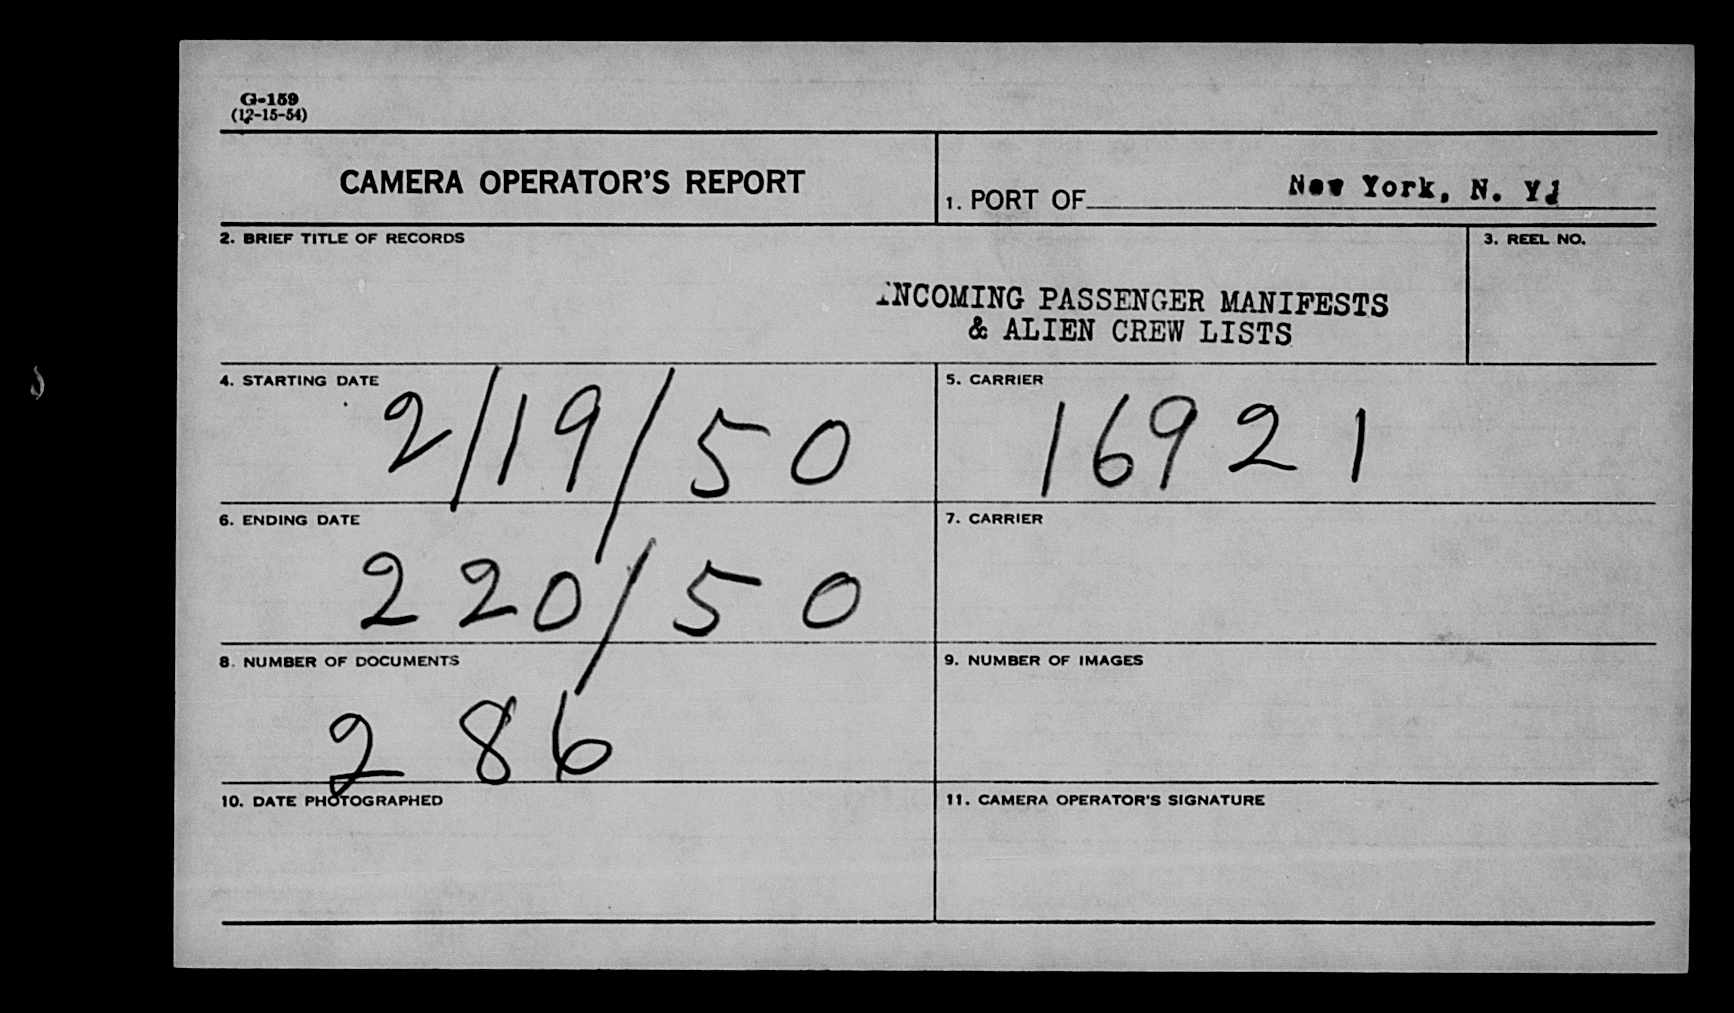 G-159
(12-15-54)
CAMERA OPERATOR'S REPORT
1. PORT OF New York, N. Y.
2. BRIEF TITLE OF RECORDS
3. REEL NO.
INCOMING PASSENGER MANIFESTS
& ALIEN CREW LISTS
4. STARTING DATE
2/19/50
5. CARRIER
16921
6. ENDING DATE
2 20/50
7. CARRIER
8. NUMBER OF DOCUMENTS
286
9. NUMBER OF IMAGES
10. DATE PHOTOGRAPHED
11. CAMERA OPERATOR'S SIGNATURE